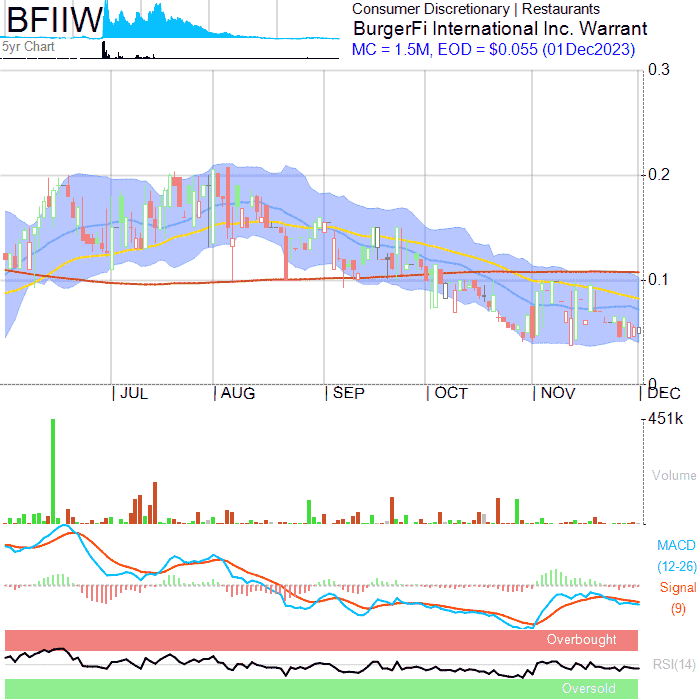 BFIIW
5yr Chart
Consumer Discretionary | Restaurants
BurgerFi International Inc. Warrant
MC = 1.5M, EOD = $0.055 (01Dec2023)
0.3
0.2
0.1
0
| JUL | AUG | SEP | OCT | NOV | DEC
451k
Volume
MACD
(12-26)
Signal
(9)
Overbought
RSI(14)
Oversold